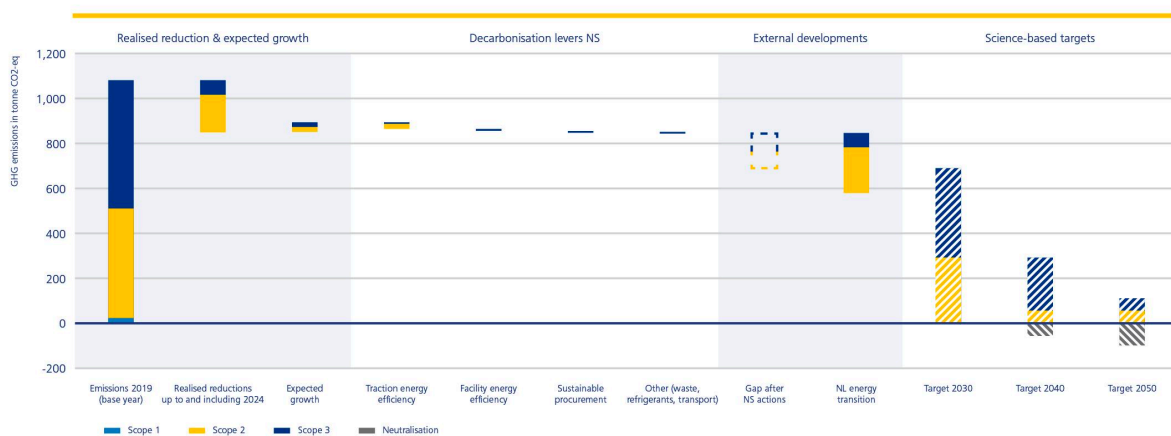 Realised reduction & expected growth
Decarbonisation levers NS
External developments
Science-based targets
GHG emissions in tonne CO2-eq
1,200
1,000
800
600
400
200
0
-200
Emissions 2019
(base year)
Realised reductions
up to and including 2024
Expected
growth
Traction energy
efficiency
Facility energy
efficiency
Sustainable
procurement
Other (waste,
refrigerants, transport)
Gap after
NS actions
NL energy
transition
Target 2030
Target 2040
Target 2050
Scope 1
Scope 2
Scope 3
Neutralisation